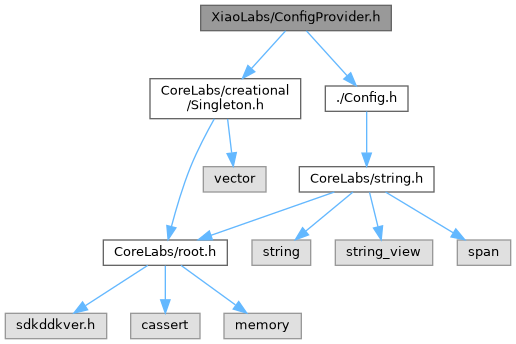 XiaoLabs/ConfigProvider.h
CoreLabs/creational
/Singleton.h
./Config.h
vector
CoreLabs/string.h
CoreLabs/root.h
string
string_view
span
sdkddkver.h
cassert
memory